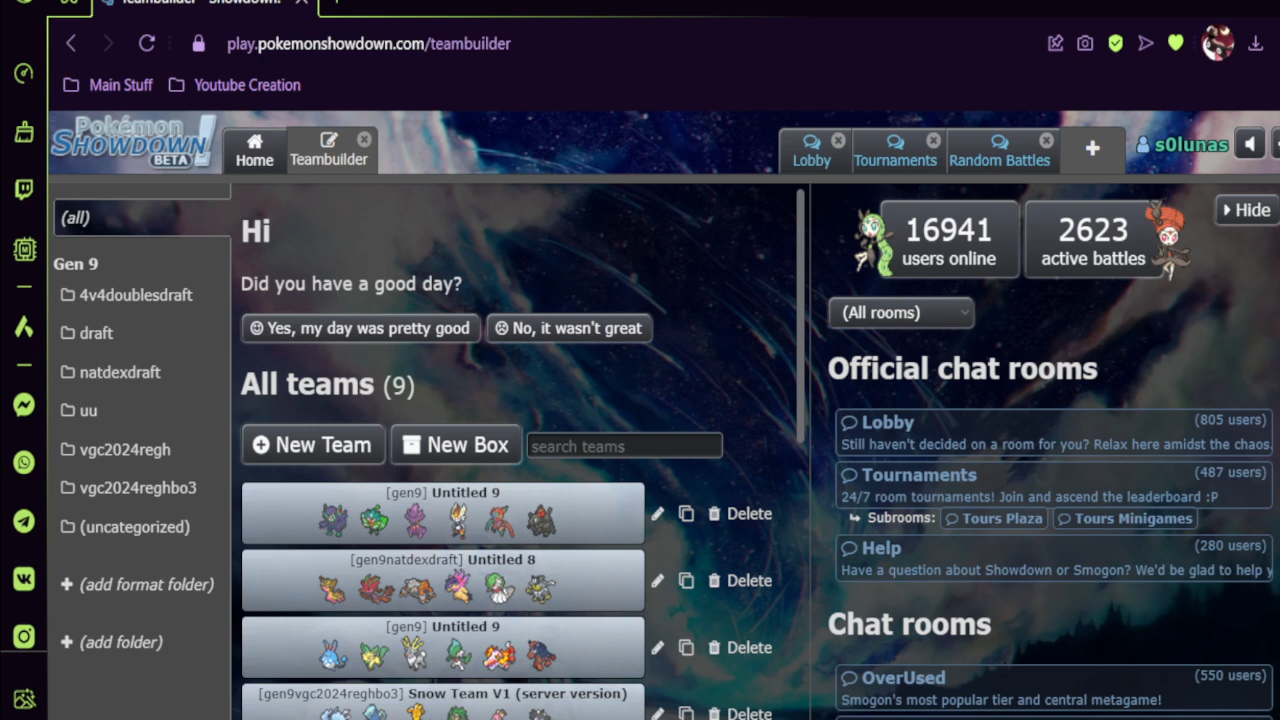 Teambuilder - Showdown!
play.pokemonshowdown.com/teambuilder
Main Stuff
Youtube Creation
Pokémon
SHOWDOWN!
BETA
Home
Teambuilder
Lobby
Tournaments
Random Battles
s0lunas
(all)
Gen 9
4v4doublesdraft
draft
natdexdraft
uu
vgc2024regh
vgc2024reghbo3
(uncategorized)
(add format folder)
(add folder)
Hi
Did you have a good day?
Yes, my day was pretty good
No, it wasn't great
All teams (9)
New Team
New Box
search teams
[gen9] Untitled 9
Delete
[gen9natdexdraft] Untitled 8
Delete
[gen9] Untitled 9
Delete
[gen9vgc2024reghbo3] Snow Team V1 (server version)
Delete
16941
users online
2623
active battles
Hide
(All rooms)
Official chat rooms
Lobby (805 users)
Still haven't decided on a room for you? Relax here amidst the chaos.
Tournaments (487 users)
24/7 room tournaments! Join and ascend the leaderboard :P
Subrooms: Tours Plaza Tours Minigames
Help (280 users)
Have a question about Showdown or Smogon? We'd be glad to help y
Chat rooms
OverUsed (550 users)
Smogon's most popular tier and central metagame!